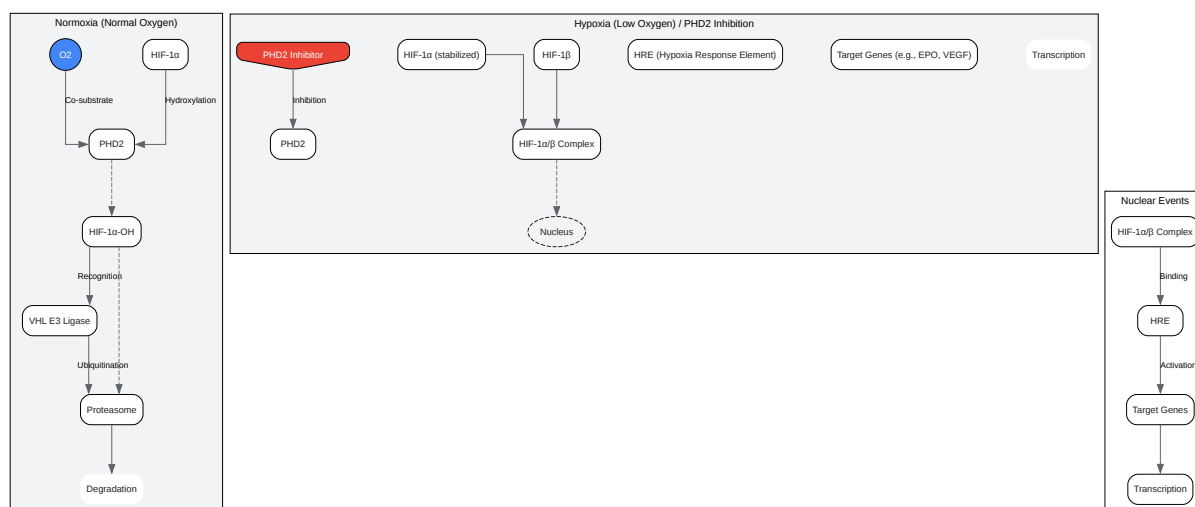 Normoxia (Normal Oxygen)
O2
HIF-1α
Co-substrate
Hydroxylation
PHD2
HIF-1α-OH
Recognition
VHL E3 Ligase
Ubiquitination
Proteasome
Degradation
Hypoxia (Low Oxygen) / PHD2 Inhibition
PHD2 Inhibitor
HIF-1α (stabilized)
HIF-1β
HRE (Hypoxia Response Element)
Target Genes (e.g., EPO, VEGF)
Transcription
Inhibition
PHD2
HIF-1α/β Complex
Nucleus
Nuclear Events
HIF-1α/β Complex
Binding
HRE
Activation
Target Genes
Transcription